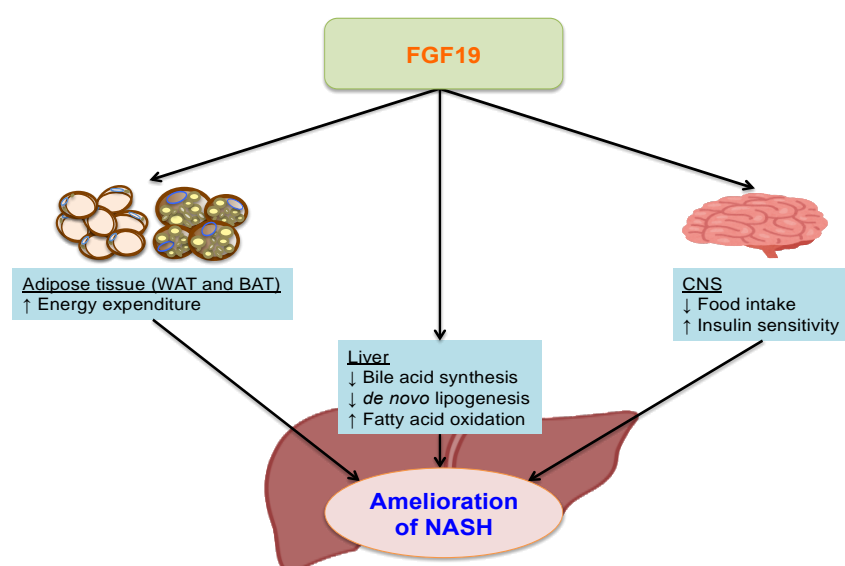 FGF19
Adipose tissue (WAT and BAT)
↑ Energy expenditure
CNS
↓ Food intake
↑ Insulin sensitivity
Liver
↓ Bile acid synthesis
↓ de novo lipogenesis
↑ Fatty acid oxidation
Amelioration
of NASH